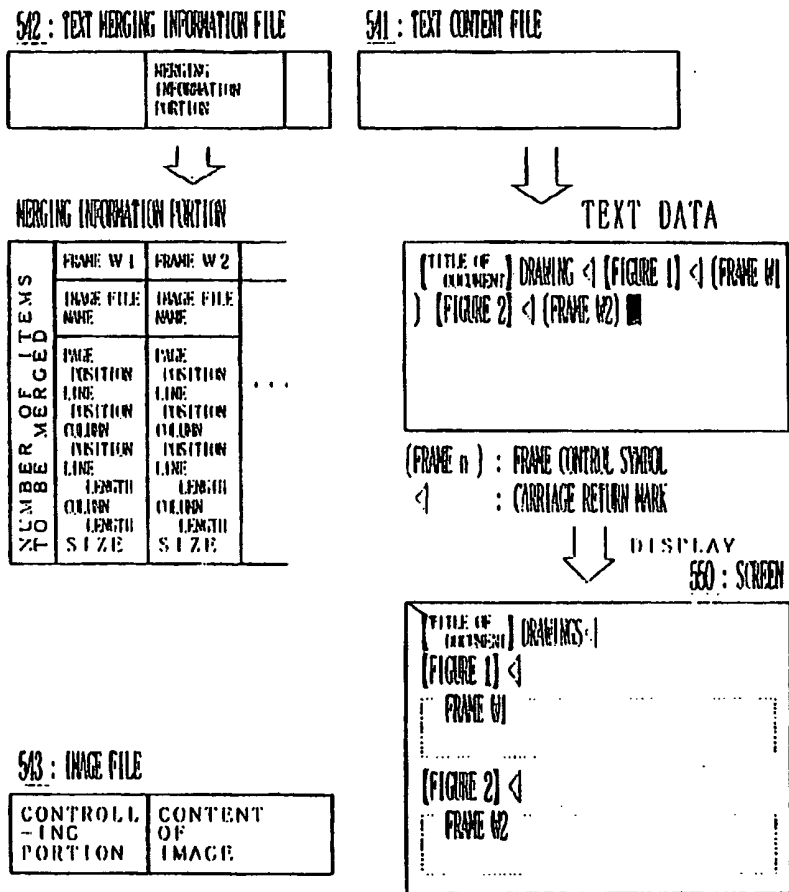 542 : TEXT MERGING INFORMATION FILE
MERGING
INFORMATION
PORTION
541 : TEXT CONTENT FILE
MERGING INFORMATION PORTION
NUMBER OF ITEMS
TO BE MERGED
FRAME W 1
FRAME W 2
IMAGE FILE
NAME
IMAGE FILE
NAME
PAGE
POSITION
LINE
POSITION
COLUMN
POSITION
LINE
LENGTH
COLUMN
LENGTH
SIZE
PAGE
POSITION
LINE
POSITION
COLUMN
POSITION
LINE
LENGTH
COLUMN
LENGTH
SIZE
...
TEXT DATA
[TITLE OF
DOCUMENT] DRAWING ◁ [FIGURE 1] ◁ (FRAME W1
) [FIGURE 2] ◁ (FRAME W2) ■
(FRAME n ) : FRAME CONTROL SYMBOL
◁ : CARRIAGE RETURN MARK
DISPLAY
550 : SCREEN
[TITLE OF
DOCUMENT] DRAWINGS ◁
[FIGURE 1] ◁
FRAME W1
[FIGURE 2] ◁
FRAME W2
543 : IMAGE FILE
CONTROLL
-ING
PORTION
CONTENT
OF
IMAGE